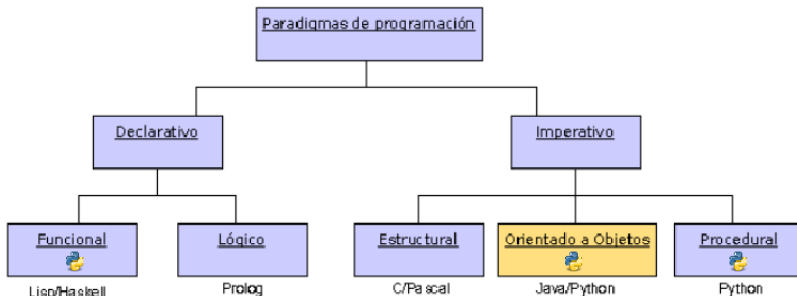 Paradigmas de programación
Declarativo
Imperativo
Funcional
Lógico
Estructural
Orientado a Objetos
Procedural
Lisp/Haskell
Prolog
C/Pascal
Java/Python
Python